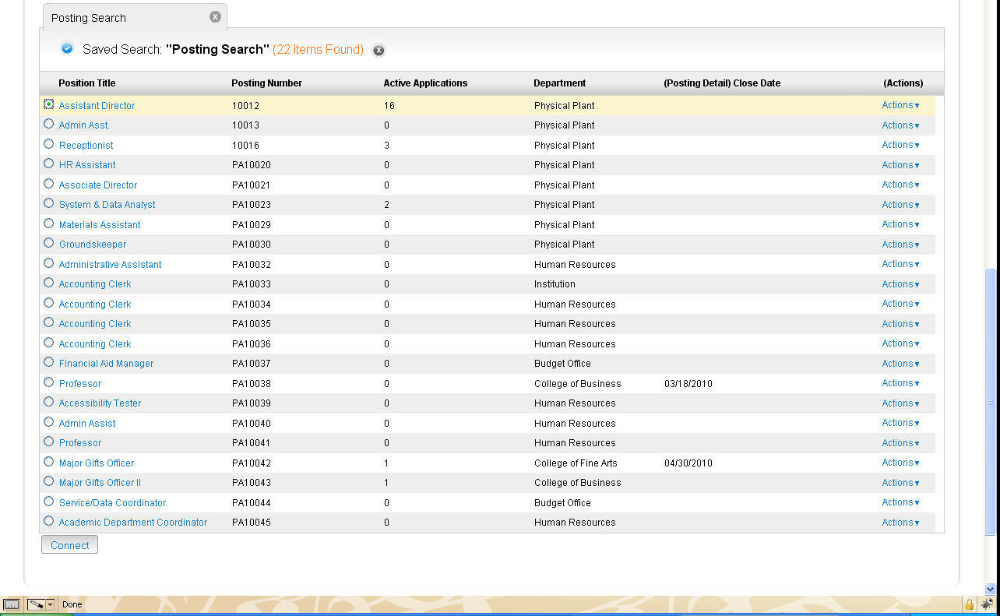 Posting Search
Saved Search: "Posting Search" (22 Items Found)
Position Title Posting Number Active Applications Department (Posting Detail) Close Date (Actions)
Assistant Director 10012 16 Physical Plant Actions
Admin Asst. 10013 0 Physical Plant Actions
Receptionist 10016 3 Physical Plant Actions
HR Assistant PA10020 0 Physical Plant Actions
Associate Director PA10021 0 Physical Plant Actions
System & Data Analyst PA10023 2 Physical Plant Actions
Materials Assistant PA10029 0 Physical Plant Actions
Groundskeeper PA10030 0 Physical Plant Actions
Administrative Assistant PA10032 0 Human Resources Actions
Accounting Clerk PA10033 0 Institution Actions
Accounting Clerk PA10034 0 Human Resources Actions
Accounting Clerk PA10035 0 Human Resources Actions
Accounting Clerk PA10036 0 Human Resources Actions
Financial Aid Manager PA10037 0 Budget Office Actions
Professor PA10038 0 College of Business 03/18/2010 Actions
Accessibility Tester PA10039 0 Human Resources Actions
Admin Assist PA10040 0 Human Resources Actions
Professor PA10041 0 Human Resources Actions
Major Gifts Officer PA10042 1 College of Fine Arts 04/30/2010 Actions
Major Gifts Officer II PA10043 1 College of Business Actions
Service/Data Coordinator PA10044 0 Budget Office Actions
Academic Department Coordinator PA10045 0 Human Resources Actions
Connect
Done